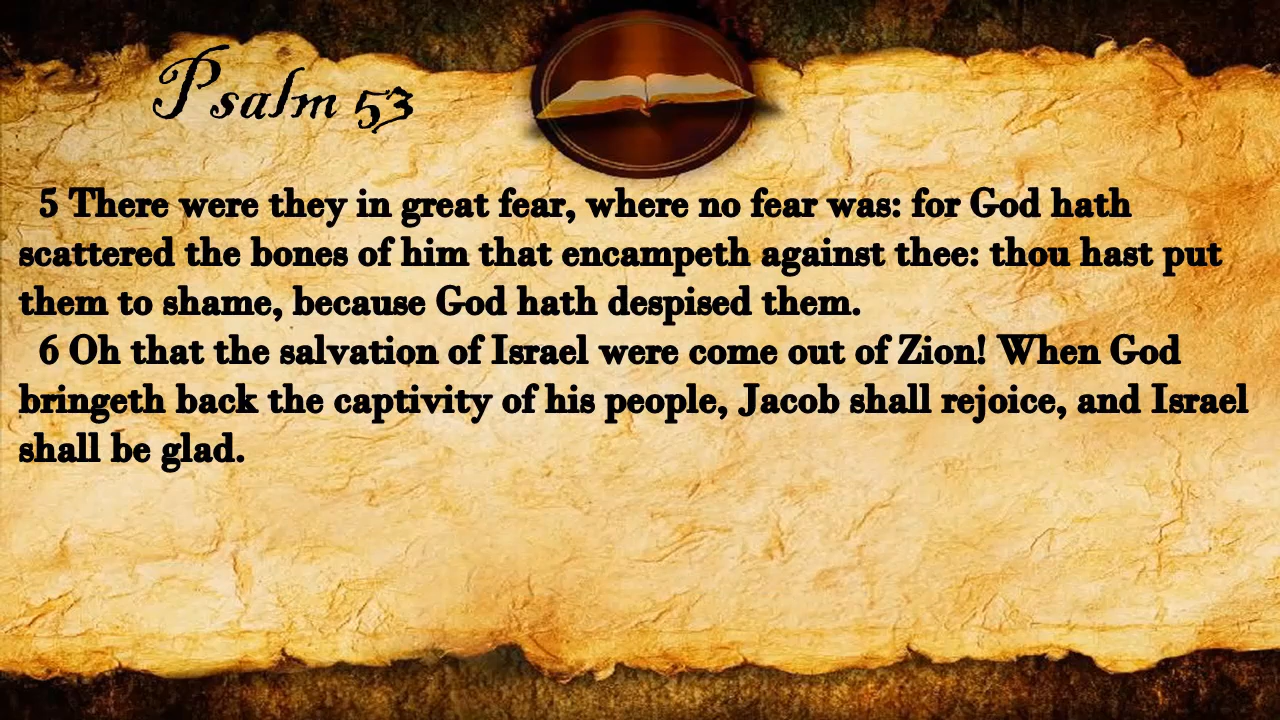 Psalm 53
5 There were they in great fear, where no fear was: for God hath
scattered the bones of him that encampeth against thee: thou hast put
them to shame, because God hath despised them.
6 Oh that the salvation of Israel were come out of Zion! When God
bringeth back the captivity of his people, Jacob shall rejoice, and Israel
shall be glad.